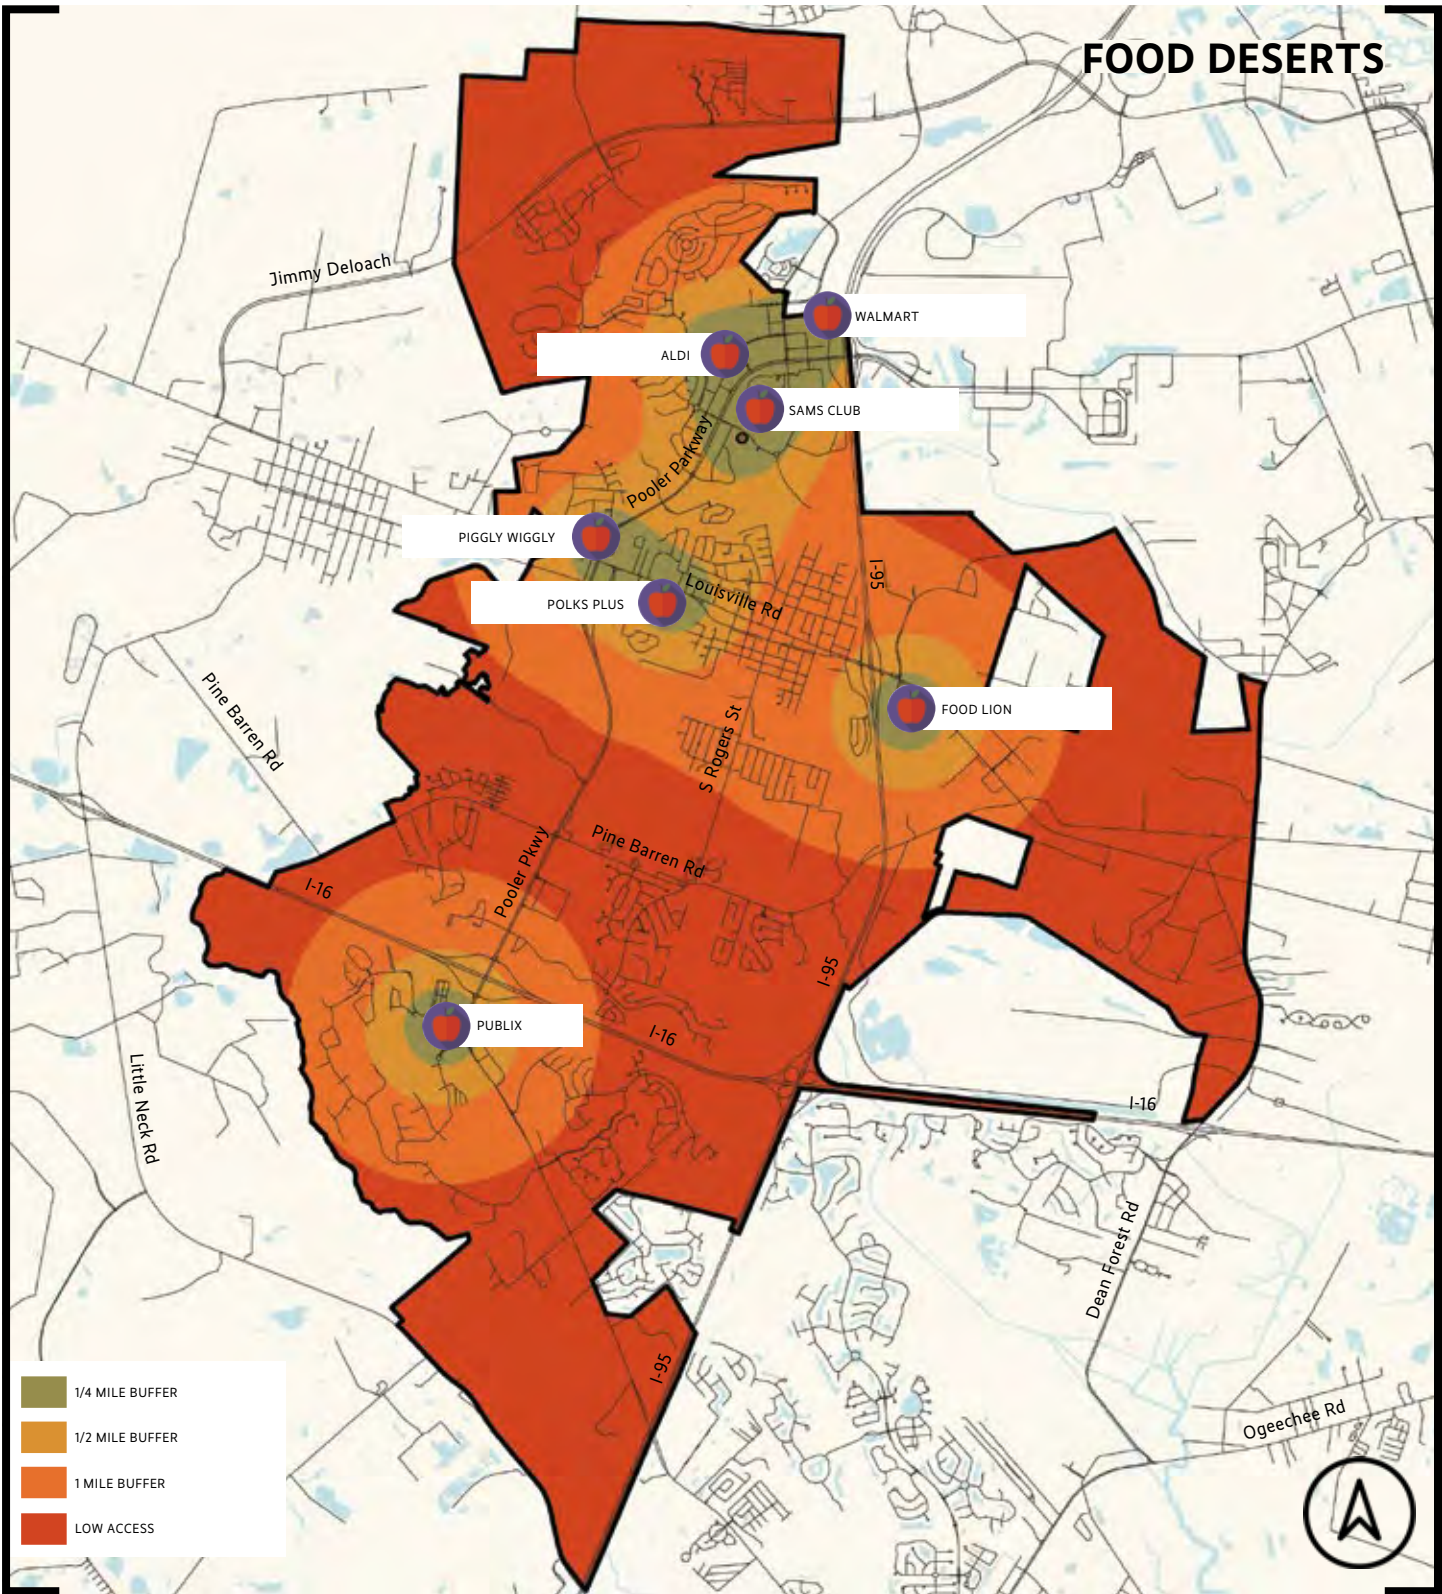 FOOD DESERTS
Jimmy Deloach
WALMART
ALDI
SAMS CLUB
Pooler Parkway
PIGGLY WIGGLY
I-95
Louisville Rd
POLKS PLUS
Pine Barren Rd
FOOD LION
S Rogers St
Pine Barren Rd
Pooler Pkwy
I-16
I-95
PUBLIX
I-16
Little Neck Rd
I-16
Dean Forest Rd
I-95
Ogeechee Rd
1/4 MILE BUFFER
1/2 MILE BUFFER
1 MILE BUFFER
LOW ACCESS